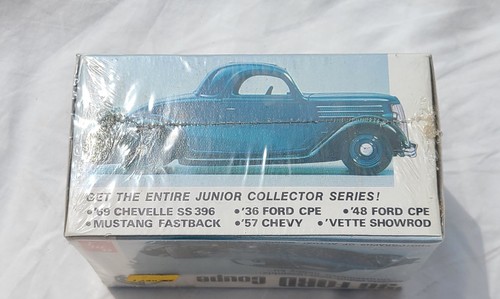 GET THE ENTIRE JUNIOR COLLECTOR SERIES!
•'69 CHEVELLE SS 396 •'36 FORD CPE •'48 FORD CPE
•MUSTANG FASTBACK •'57 CHEVY •'VETTE SHOWROD
Coupe